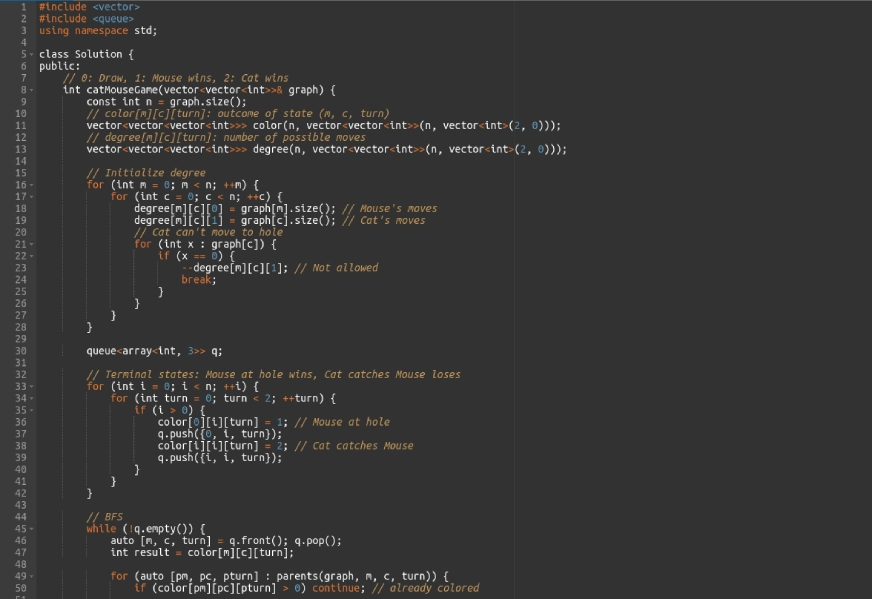 1 #include <vector>
2 #include <queue>
3 using namespace std;
4
5 class Solution {
6 public:
7     // 0: Draw, 1: Mouse wins, 2: Cat wins
8     int catMouseGame(vector<vector<int>>& graph) {
9         const int n = graph.size();
10         // color[m][c][turn]: outcome of state (m, c, turn)
11         vector<vector<vector<int>>> color(n, vector<vector<int>>(n, vector<int>(2, 0)));
12         // degree[m][c][turn]: number of possible moves
13         vector<vector<vector<int>>> degree(n, vector<vector<int>>(n, vector<int>(2, 0)));
14
15         // Initialize degree
16         for (int m = 0; m < n; ++m) {
17             for (int c = 0; c < n; ++c) {
18                 degree[m][c][0] = graph[m].size(); // Mouse's moves
19                 degree[m][c][1] = graph[c].size(); // Cat's moves
20                 // Cat can't move to hole
21                 for (int x : graph[c]) {
22                     if (x == 0) {
23                         --degree[m][c][1]; // Not allowed
24                         break;
25                     }
26                 }
27             }
28         }
29
30         queue<array<int, 3>> q;
31
32         // Terminal states: Mouse at hole wins, Cat catches Mouse loses
33         for (int i = 0; i < n; ++i) {
34             for (int turn = 0; turn < 2; ++turn) {
35                 if (i > 0) {
36                     color[0][i][turn] = 1; // Mouse at hole
37                     q.push({0, i, turn});
38                     color[i][i][turn] = 2; // Cat catches Mouse
39                     q.push({i, i, turn});
40                 }
41             }
42         }
43
44         // BFS
45         while (!q.empty()) {
46             auto [m, c, turn] = q.front(); q.pop();
47             int result = color[m][c][turn];
48
49             for (auto [pm, pc, pturn] : parents(graph, m, c, turn)) {
50                 if (color[pm][pc][pturn] > 0) continue; // already colored